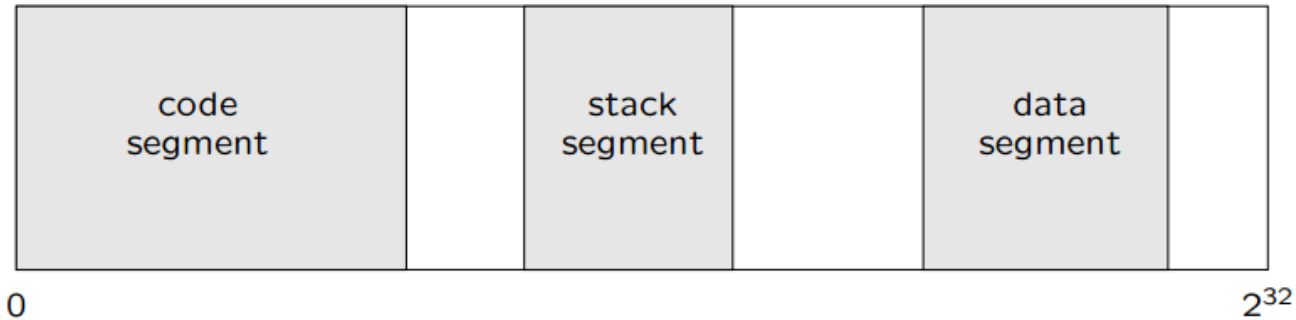 code
segment
stack
segment
data
segment
0
2³²